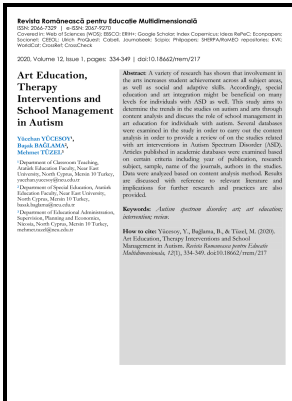 Revista Românească pentru Educație Multidimensională
ISSN: 2066-7329 | e-ISSN: 2067-9270
Covered in: Web of Sciences (WOS); EBSCO; ERIH+; Google Scholar; Index Copernicus; Ideas RePeC; Econpapers;
Socionet; CEEOL; Ulrich ProQuest; Cabell, Journalseek; Scipio; Philpapers; SHERPA/RoMEO repositories; KVK;
WorldCat; CrossRef; CrossCheck
2020, Volume 12, Issue 1, pages: 334-349 | doi:10.18662/rrem/217
Art Education,
Therapy
Interventions and
School Management
in Autism
Yücehan YÜCESOY¹,
Başak BAĞLAMA²,
Mehmet TÜZEL³
¹ Department of Classroom Teaching,
Atatürk Education Faculty, Near East
University, North Cyprus, Mersin 10 Turkey,
yucehan.yucesoy@neu.edu.tr
² Department of Special Education, Atatürk
Education Faculty, Near East University,
North Cyprus, Mersin 10 Turkey,
basak.baglama@neu.edu.tr
³ Department of Educational Administration,
Supervision, Planning and Economics,
Nicosia, North Cyprus, Mersin 10 Turkey,
mehmet.tuzel@neu.edu.tr
Abstract: A variety of research has shown that involvement in
the arts increases student achievement across all subject areas,
as well as social and adaptive skills. Accordingly, special
education and art integration might be beneficial on many
levels for individuals with ASD as well. This study aims to
determine the trends in the studies on autism and arts through
content analysis and discuss the role of school management in
art education for individuals with autism. Several databases
were examined in the study in order to carry out the content
analysis in order to provide a review of on the studies related
with art interventions in Autism Spectrum Disorder (ASD).
Articles published in academic databases were examined based
on certain criteria including year of publication, research
subject, sample, name of the journals, authors in the studies.
Data were analyzed based on content analysis method. Results
are discussed with reference to relevant literature and
implications for further research and practices are also
provided.
Keywords: Autism spectrum disorder; art; art education;
intervention; review.
How to cite: Yücesoy, Y., Bağlama, B., & Tüzel, M. (2020).
Art Education, Therapy Interventions and School
Management in Autism. Revista Romaneasca pentru Educatie
Multidimensionala, 12(1), 334-349. doi:10.18662/rrem/217